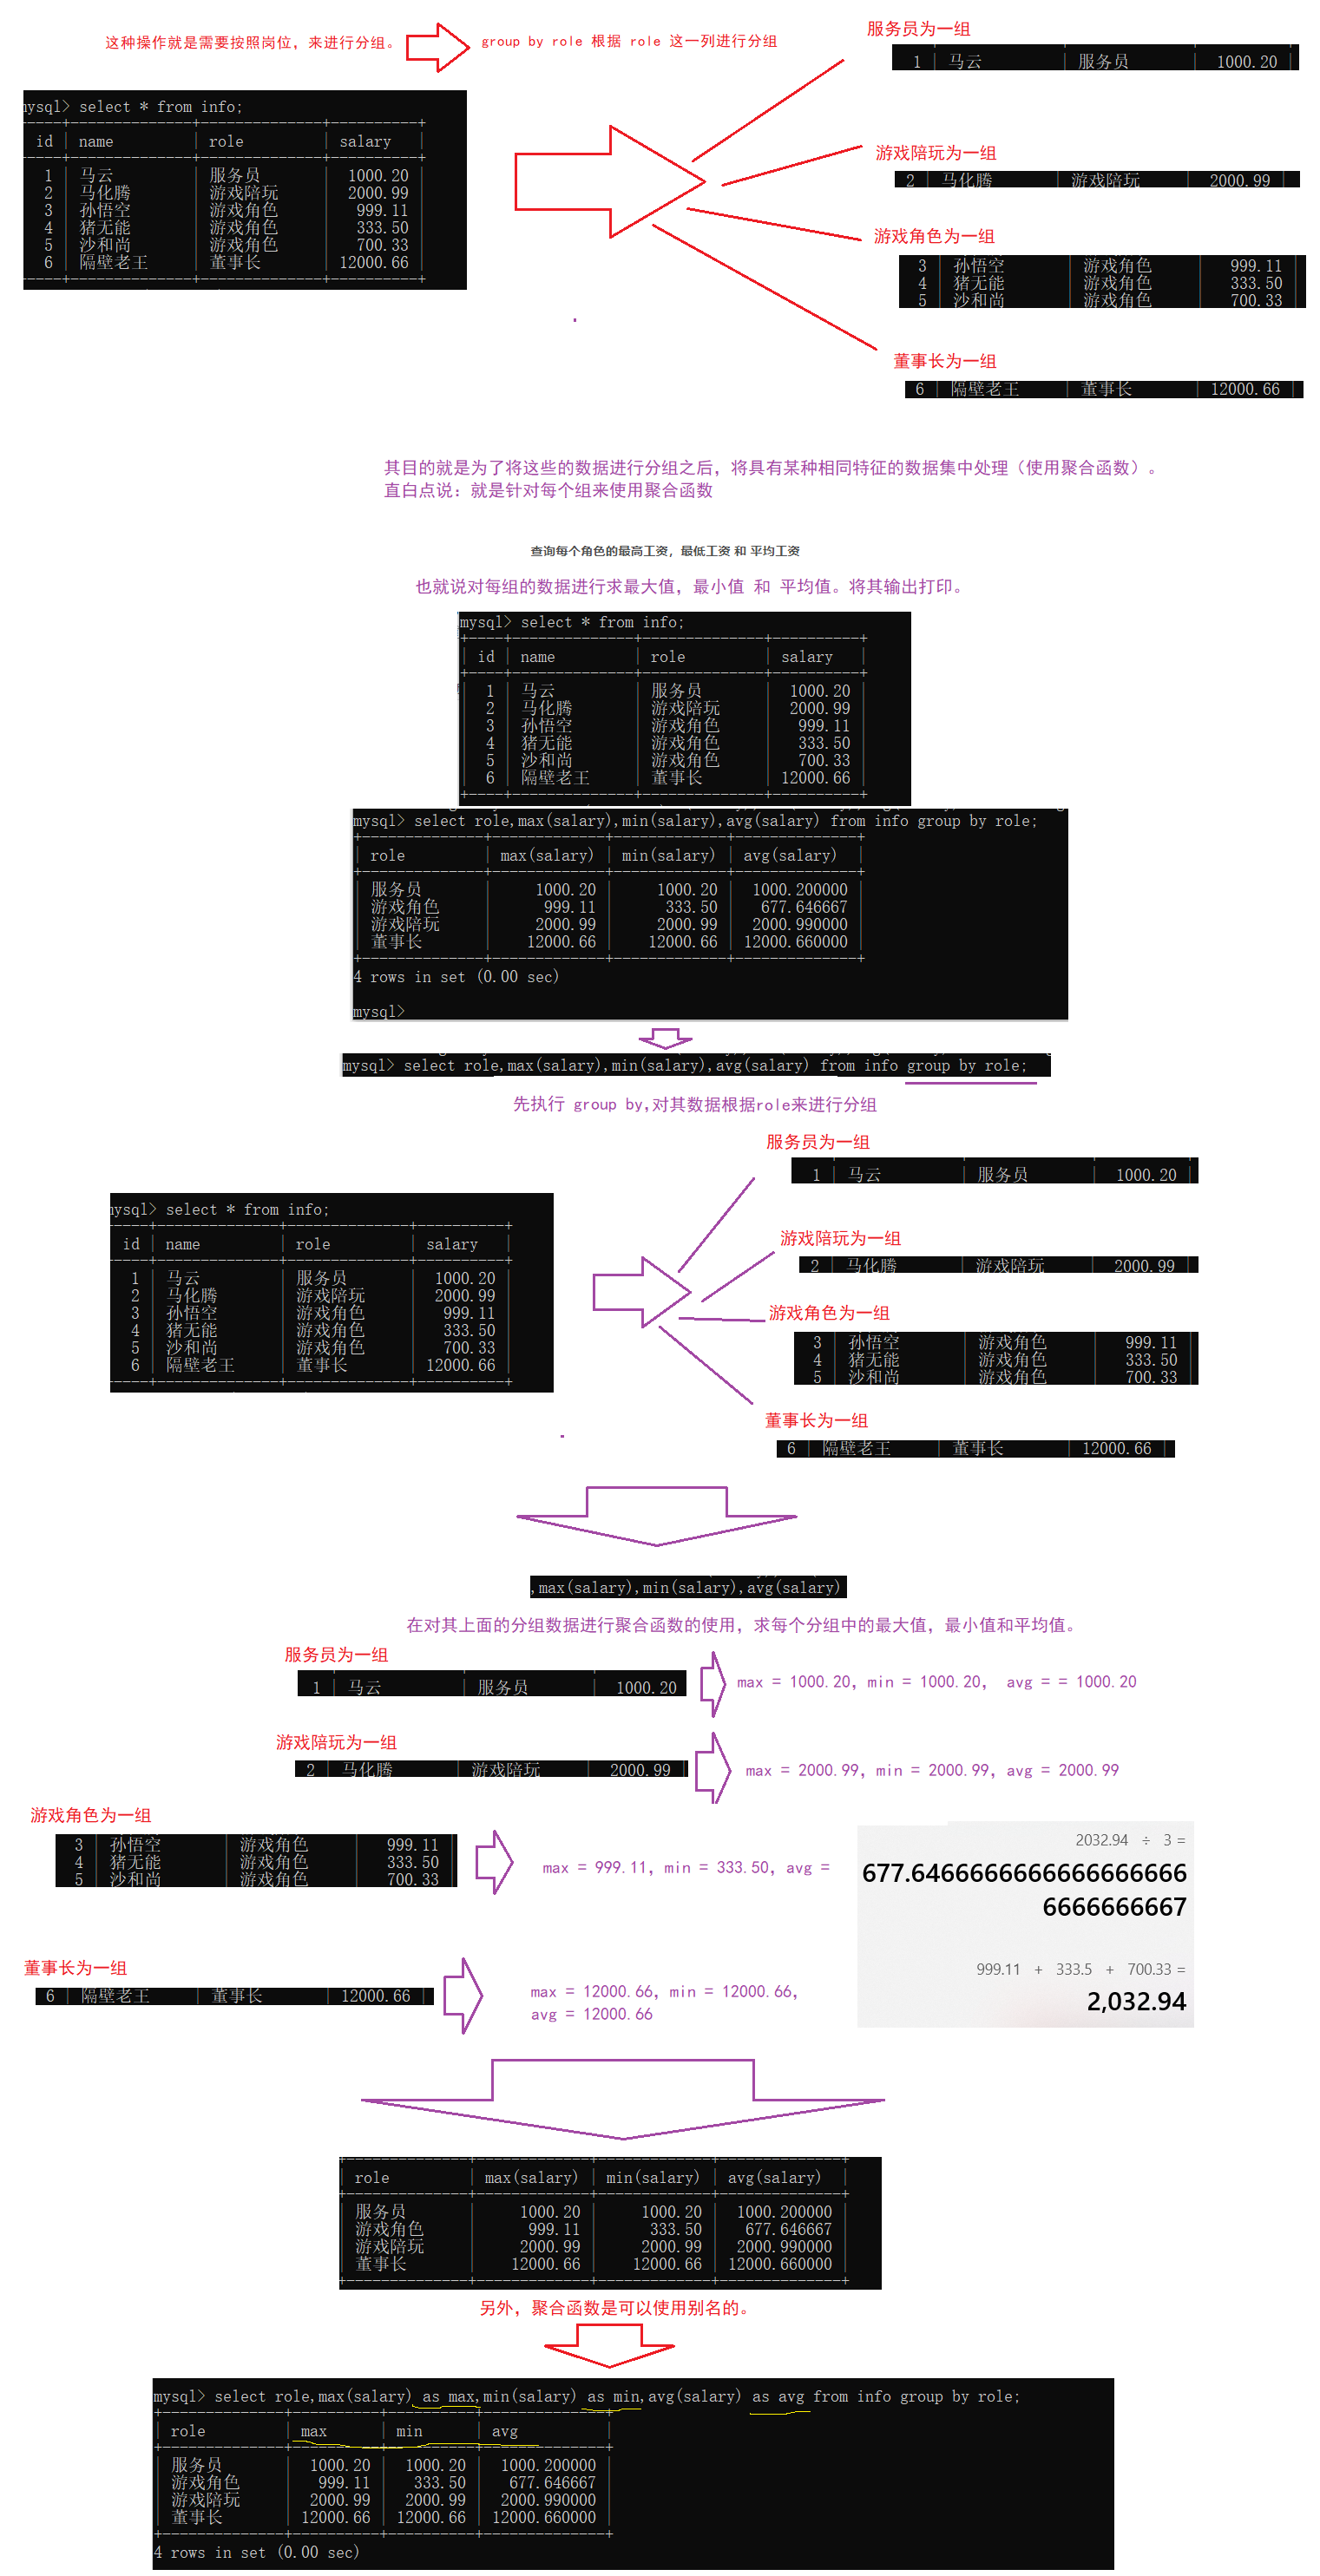 这种操作就是需要按照岗位，来进行分组。
group by role 根据 role 这一列进行分组
服务员为一组
1 | 马云 | 服务员 | 1000.20 |
mysql> select * from info;
id | name | role | salary |
1 | 马云 | 服务员 | 1000.20 |
2 | 马化腾 | 游戏陪玩 | 2000.99 |
3 | 孙悟空 | 游戏角色 | 999.11 |
4 | 猪无能 | 游戏角色 | 333.50 |
5 | 沙和尚 | 游戏角色 | 700.33 |
6 | 隔壁老王 | 董事长 | 12000.66 |
游戏陪玩为一组
2 | 马化腾 | 游戏陪玩 | 2000.99 |
游戏角色为一组
3 | 孙悟空 | 游戏角色 | 999.11 |
4 | 猪无能 | 游戏角色 | 333.50 |
5 | 沙和尚 | 游戏角色 | 700.33 |
董事长为一组
6 | 隔壁老王 | 董事长 | 12000.66 |
其目的就是为了将这些的数据进行分组之后，将具有某种相同特征的数据集中处理（使用聚合函数）。
直白点说：就是针对每个组来使用聚合函数
查询每个角色的最高工资，最低工资 和 平均工资
也就说对每组的数据进行求最大值，最小值 和 平均值。将其输出打印。
mysql> select * from info;
| id | name | role | salary |
| 1 | 马云 | 服务员 | 1000.20 |
| 2 | 马化腾 | 游戏陪玩 | 2000.99 |
| 3 | 孙悟空 | 游戏角色 | 999.11 |
| 4 | 猪无能 | 游戏角色 | 333.50 |
| 5 | 沙和尚 | 游戏角色 | 700.33 |
| 6 | 隔壁老王 | 董事长 | 12000.66 |
mysql> select role,max(salary),min(salary),avg(salary) from info group by role;
| role | max(salary) | min(salary) | avg(salary) |
| 服务员 | 1000.20 | 1000.20 | 1000.200000 |
| 游戏角色 | 999.11 | 333.50 | 677.646667 |
| 游戏陪玩 | 2000.99 | 2000.99 | 2000.990000 |
| 董事长 | 12000.66 | 12000.66 | 12000.660000 |
4 rows in set (0.00 sec)
mysql>
mysql> select role,max(salary),min(salary),avg(salary) from info group by role;
先执行 group by,对其数据根据role来进行分组
服务员为一组
1 | 马云 | 服务员 | 1000.20 |
mysql> select * from info;
id | name | role | salary |
1 | 马云 | 服务员 | 1000.20 |
2 | 马化腾 | 游戏陪玩 | 2000.99 |
3 | 孙悟空 | 游戏角色 | 999.11 |
4 | 猪无能 | 游戏角色 | 333.50 |
5 | 沙和尚 | 游戏角色 | 700.33 |
6 | 隔壁老王 | 董事长 | 12000.66 |
游戏陪玩为一组
2 | 马化腾 | 游戏陪玩 | 2000.99 |
游戏角色为一组
3 | 孙悟空 | 游戏角色 | 999.11 |
4 | 猪无能 | 游戏角色 | 333.50 |
5 | 沙和尚 | 游戏角色 | 700.33 |
董事长为一组
6 | 隔壁老王 | 董事长 | 12000.66 |
,max(salary),min(salary),avg(salary)
在对其上面的分组数据进行聚合函数的使用，求每个分组中的最大值，最小值和平均值。
服务员为一组
1 | 马云 | 服务员 | 1000.20
max = 1000.20, min = 1000.20, avg = = 1000.20
游戏陪玩为一组
2 | 马化腾 | 游戏陪玩 | 2000.99 |
max = 2000.99, min = 2000.99, avg = 2000.99
游戏角色为一组
3 | 孙悟空 | 游戏角色 | 999.11 |
4 | 猪无能 | 游戏角色 | 333.50 |
5 | 沙和尚 | 游戏角色 | 700.33 |
max = 999.11, min = 333.50, avg =
2032.94 ÷ 3 =
677.6466666666666666666
6666666667
999.11 + 333.5 + 700.33 =
2,032.94
董事长为一组
6 | 隔壁老王 | 董事长 | 12000.66 |
max = 12000.66, min = 12000.66,
avg = 12000.66
| role | max(salary) | min(salary) | avg(salary) |
| 服务员 | 1000.20 | 1000.20 | 1000.200000 |
| 游戏角色 | 999.11 | 333.50 | 677.646667 |
| 游戏陪玩 | 2000.99 | 2000.99 | 2000.990000 |
| 董事长 | 12000.66 | 12000.66 | 12000.660000 |
另外，聚合函数是可以使用别名的。
mysql> select role,max(salary) as max,min(salary) as min,avg(salary) as avg from info group by role;
| role | max | min | avg |
| 服务员 | 1000.20 | 1000.20 | 1000.200000 |
| 游戏角色 | 999.11 | 333.50 | 677.646667 |
| 游戏陪玩 | 2000.99 | 2000.99 | 2000.990000 |
| 董事长 | 12000.66 | 12000.66 | 12000.660000 |
4 rows in set (0.00 sec)